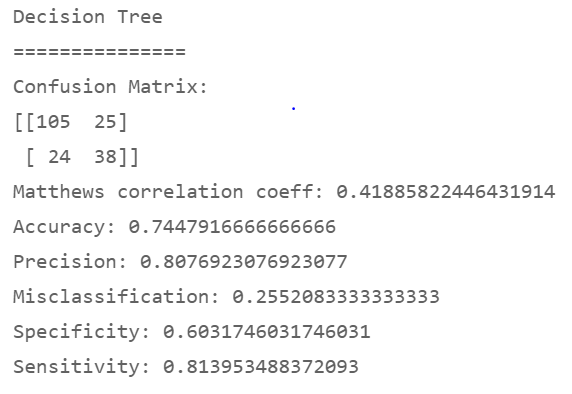 Decision Tree
===============
Confusion Matrix:
[[105  25]
 [ 24  38]]
Matthews correlation coeff: 0.41885822446431914
Accuracy: 0.7447916666666666
Precision: 0.8076923076923077
Misclassification: 0.2552083333333333
Specificity: 0.6031746031746031
Sensitivity: 0.813953488372093